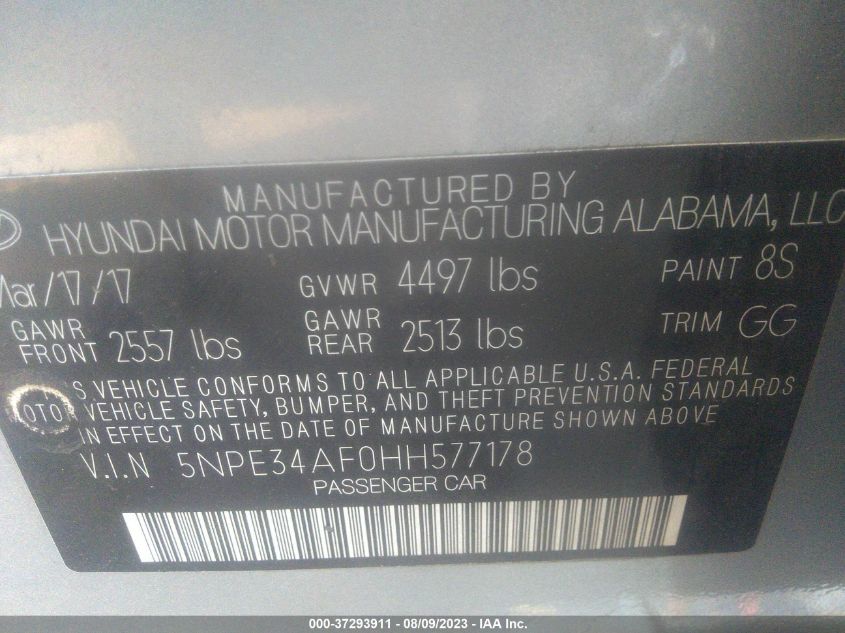 MANUFACTURED BY
HYUNDAI MOTOR MANUFACTURING ALABAMA, LLC
Mar/17/17 GVWR 4497 lbs PAINT 8S
GAWR FRONT 2557 lbs GAWR REAR 2513 lbs TRIM GG
S VEHICLE CONFORMS TO ALL APPLICABLE U.S.A. FEDERAL
OTO VEHICLE SAFETY, BUMPER, AND THEFT PREVENTION STANDARDS
IN EFFECT ON THE DATE OF MANUFACTURE SHOWN ABOVE
V.I.N 5NPE34AF0HH577178
PASSENGER CAR
000-37293911 - 08/09/2023 - IAA Inc.